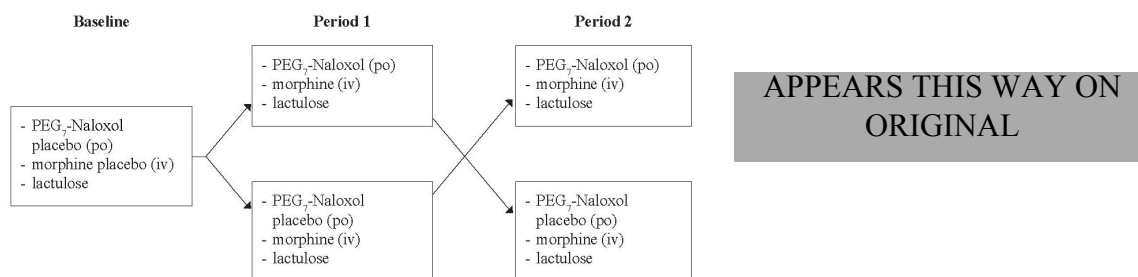 Baseline
Period 1
Period 2
- PEG₇-Naloxol
placebo (po)
- morphine placebo (iv)
- lactulose
- PEG₇-Naloxol (po)
- morphine (iv)
- lactulose
- PEG₇-Naloxol
placebo (po)
- morphine (iv)
- lactulose
- PEG₇-Naloxol (po)
- morphine (iv)
- lactulose
- PEG₇-Naloxol
placebo (po)
- morphine (iv)
- lactulose
APPEARS THIS WAY ON
ORIGINAL